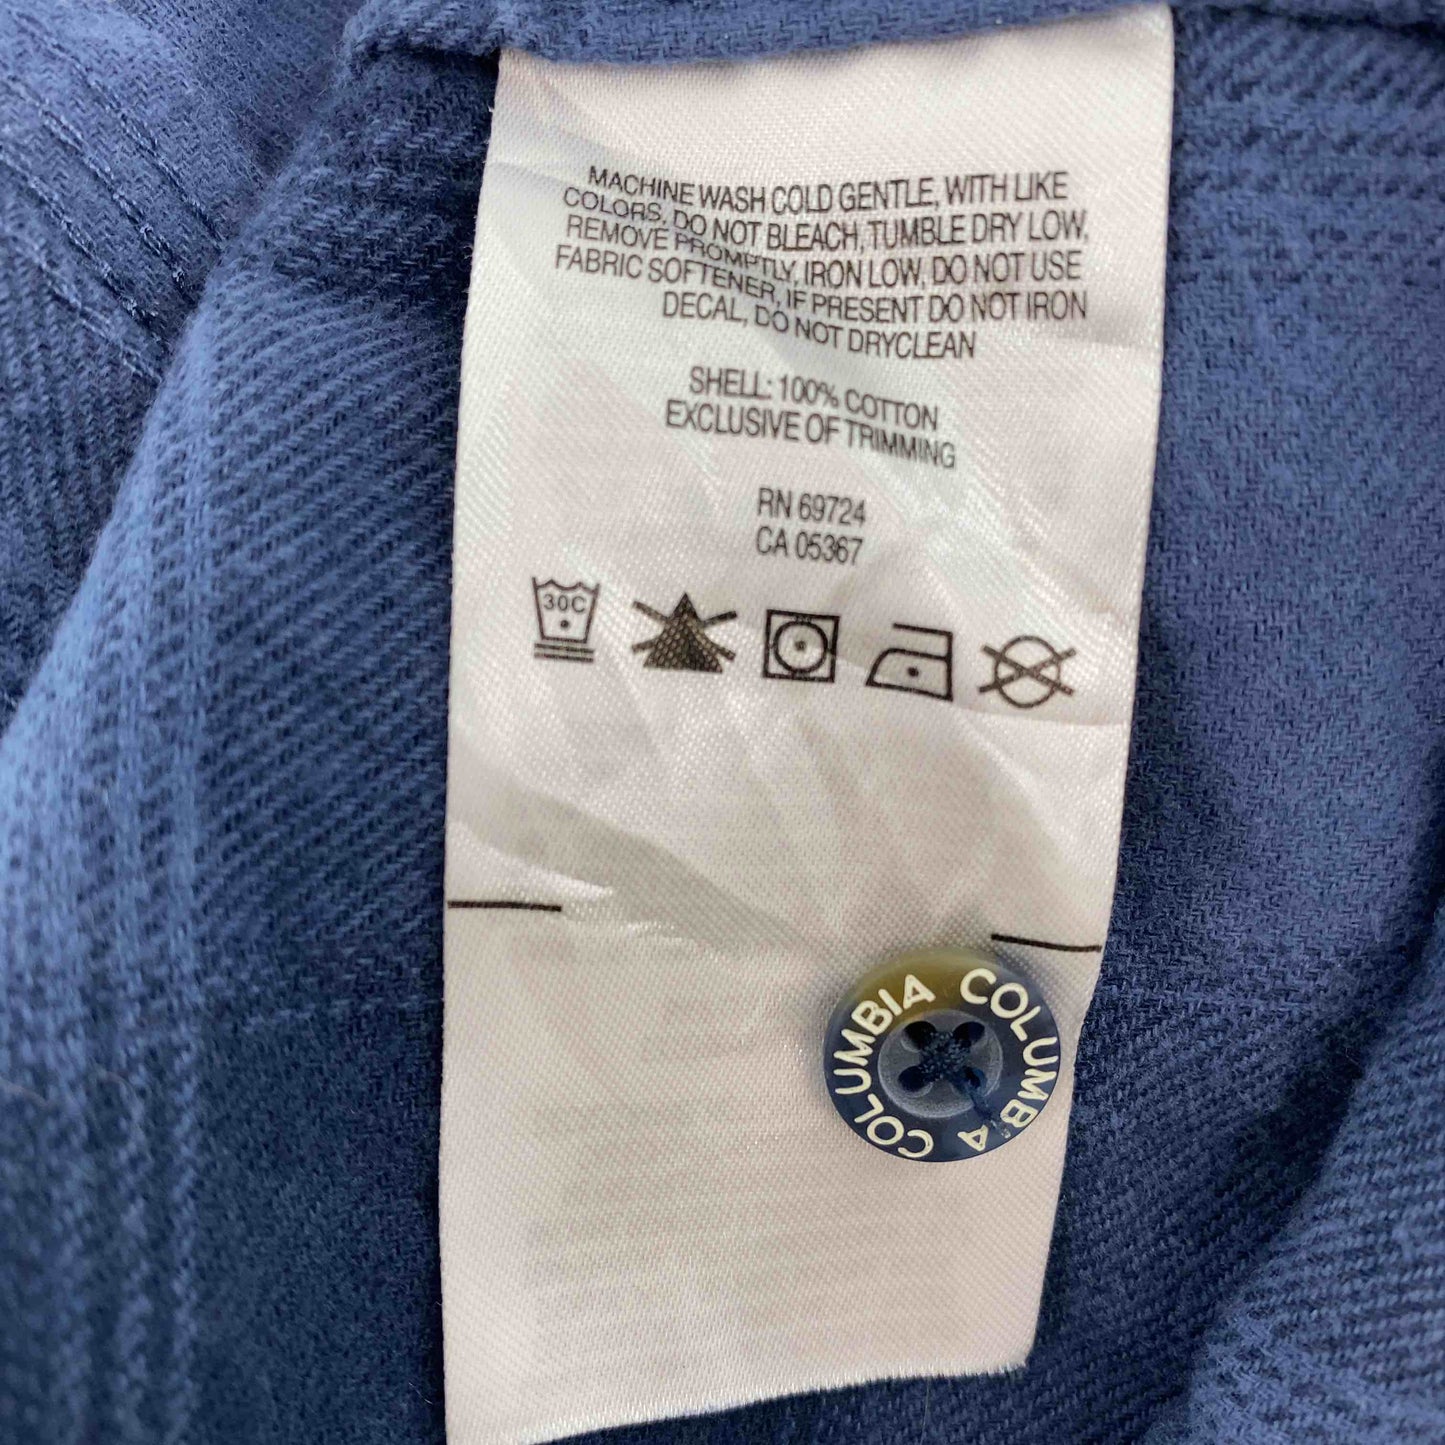 MACHINE WASH COLD GENTLE, WITH LIKE
COLORS, DO NOT BLEACH, TUMBLE DRY LOW,
REMOVE PROMPTLY, IRON LOW, DO NOT USE
FABRIC SOFTENER, IF PRESENT DO NOT IRON
DECAL, DO NOT DRYCLEAN
SHELL: 100% COTTON
EXCLUSIVE OF TRIMMING
RN 69724
CA 05367
30C
COLUMBIA COLUMBIA